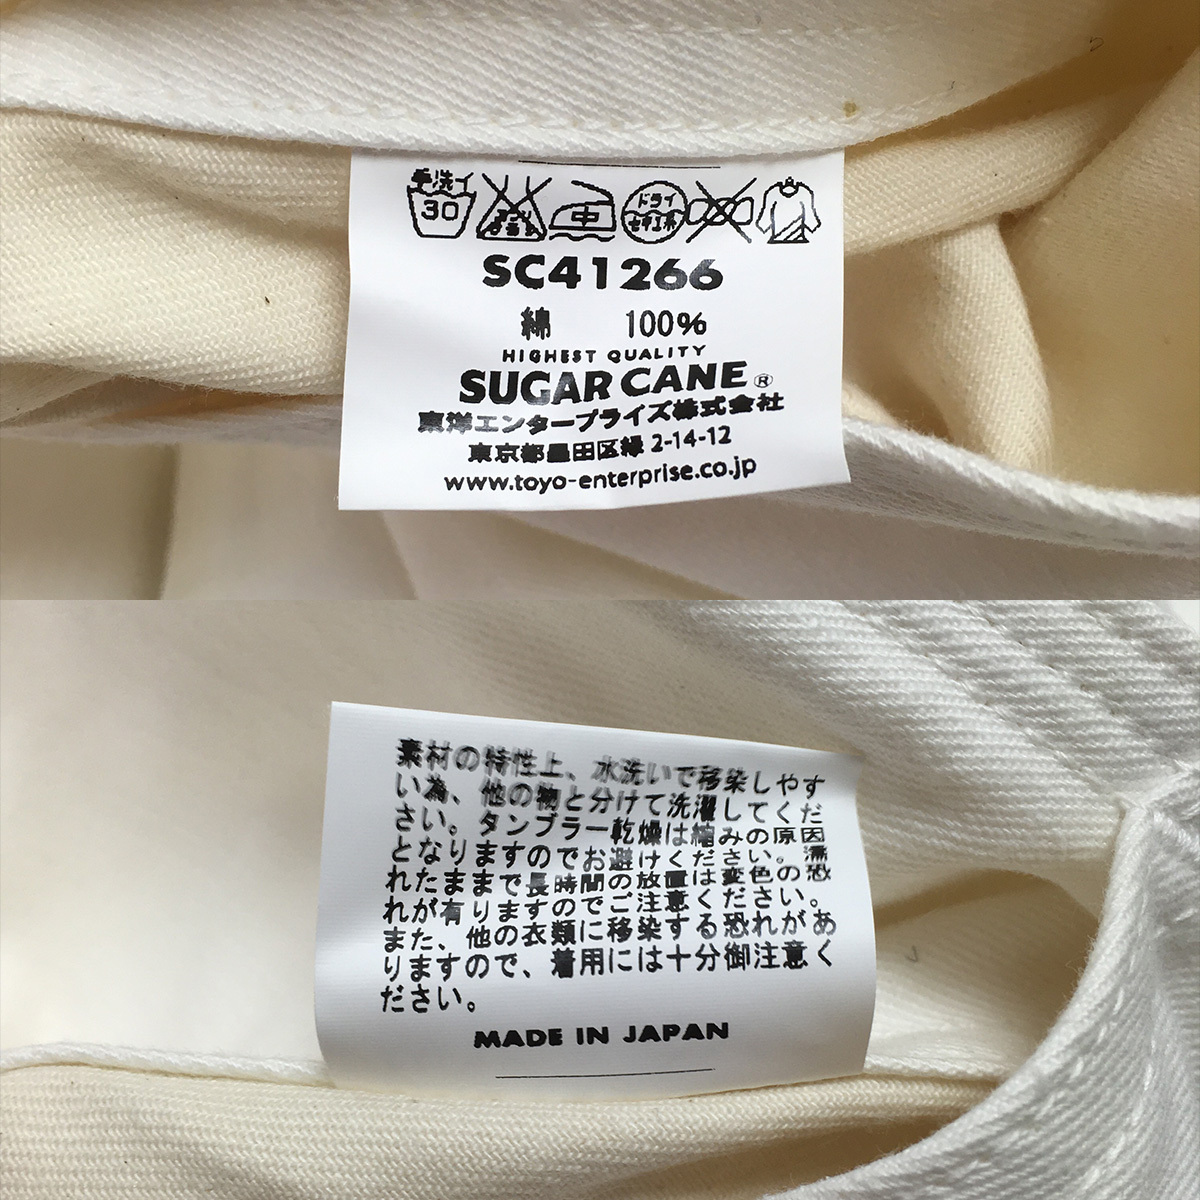 手洗イ
30
中
ドライ
セキユ系
SC41266
綿 100%
HIGHEST QUALITY
SUGAR CANE®
東洋エンタープライズ株式会社
東京都墨田区緑 2-14-12
www.toyo-enterprise.co.jp
素材の特性上、水洗いで移染しやす
い為、他の物と分けて洗濯してくだ
さい。タンブラー乾燥は縮みの原因
となりますのでお避けください。濡
れたままで長時間の放置は変色の恐
れが有りますのでご注意ください。
また、他の衣類に移染する恐れがあ
りますので、着用には十分御注意く
ださい。
MADE IN JAPAN